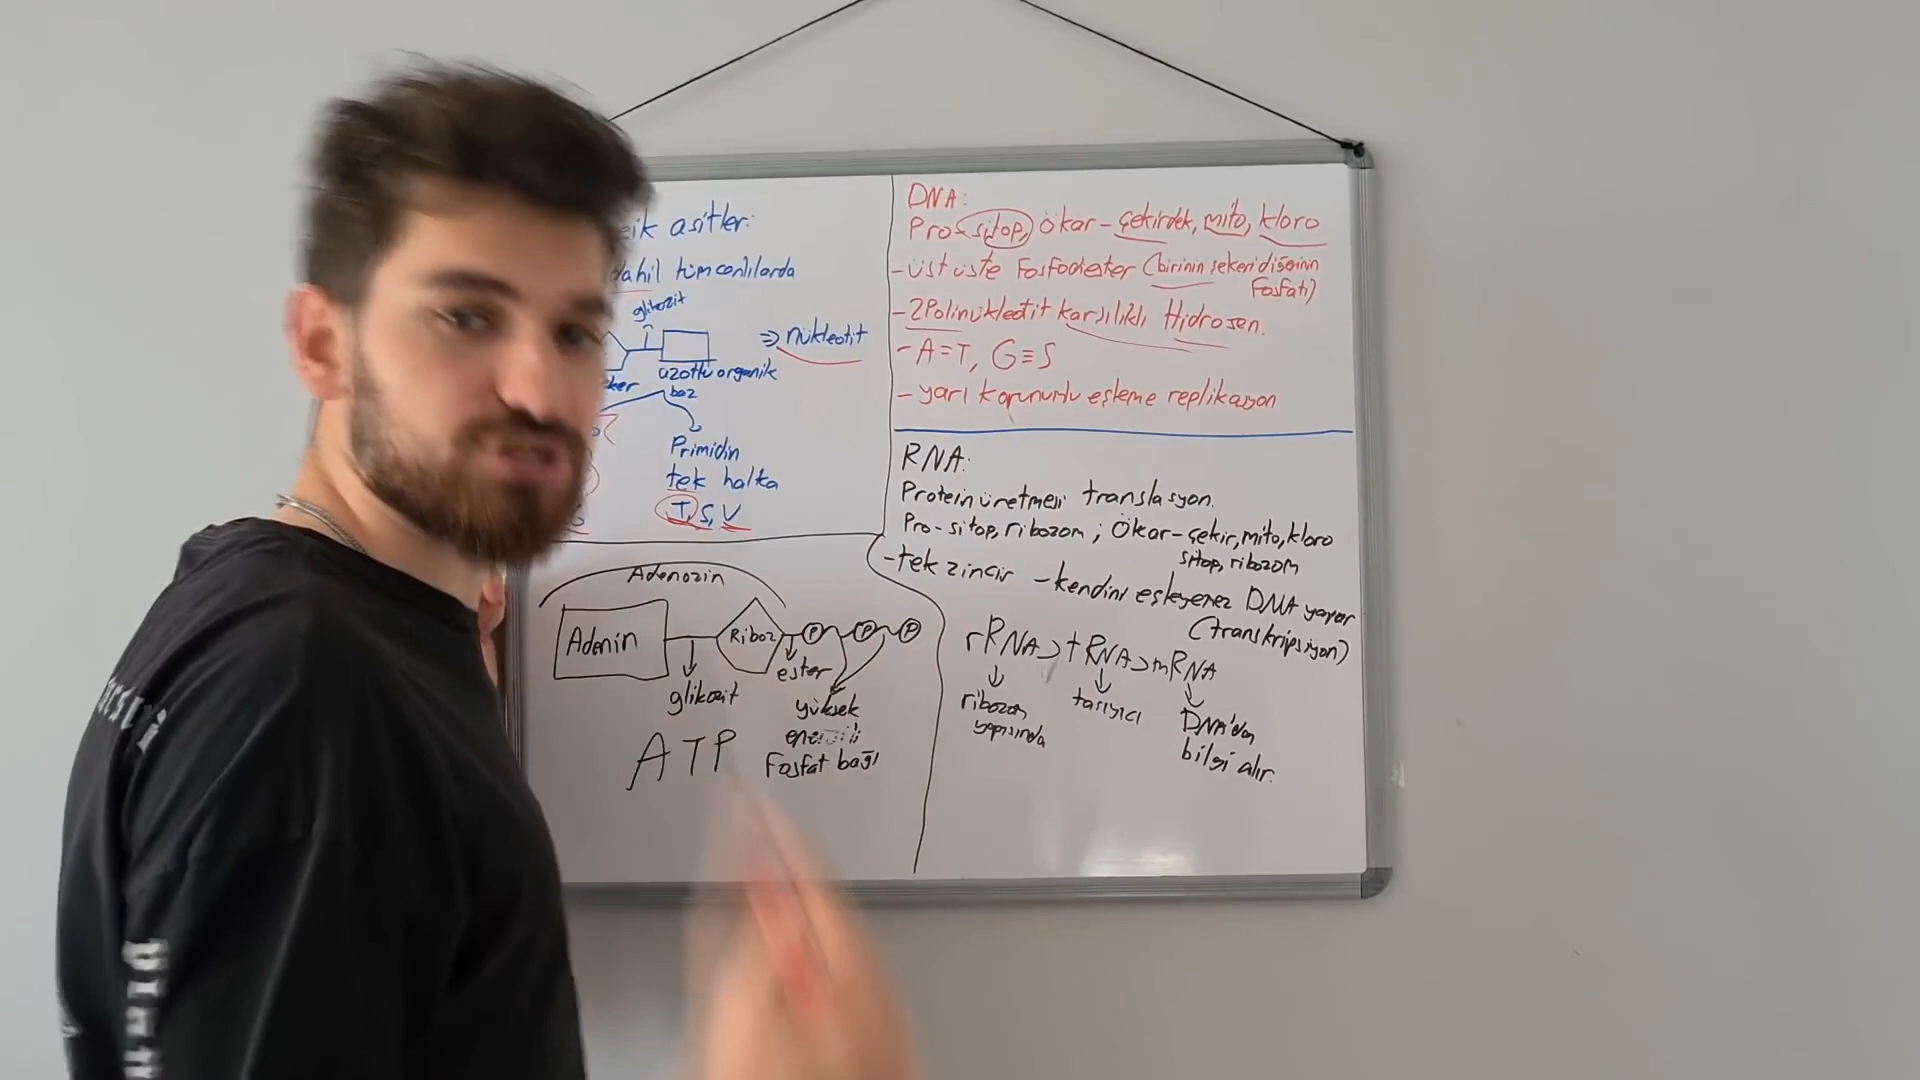 eik asitler:
dahil tüm canlılarda
glikozit
⇒ nükleotit
ker
azotlu organik
baz
Primidin
tek halka
T, S, U
DNA:
Pro-sitop, ökar-çekirdek, mito, kloro
-üst üste Fosfodiester (birinin şekeri diğerinin
Fosfatı)
-2 Polinükleotit karşılıklı Hidrojen.
-A=T, G≡S
-yarı korunumlu eşleme replikasyon
RNA:
Protein üretmesi translasyon.
Pro-sitop, ribozom ; Ökar-çekir, mito, kloro
sitop, ribozom
-tek zincir -kendini eşleyemez DNA yapar
(transkripsiyon)
rRNA>tRNA>mRNA
ribozom
yapısında
taşıyıcı
DNA'dan
bilgi alır.
Adenozin
Adenin
Riboz
P P P
glikozit
ester
yüksek
enerjili
Fosfat bağı
ATP